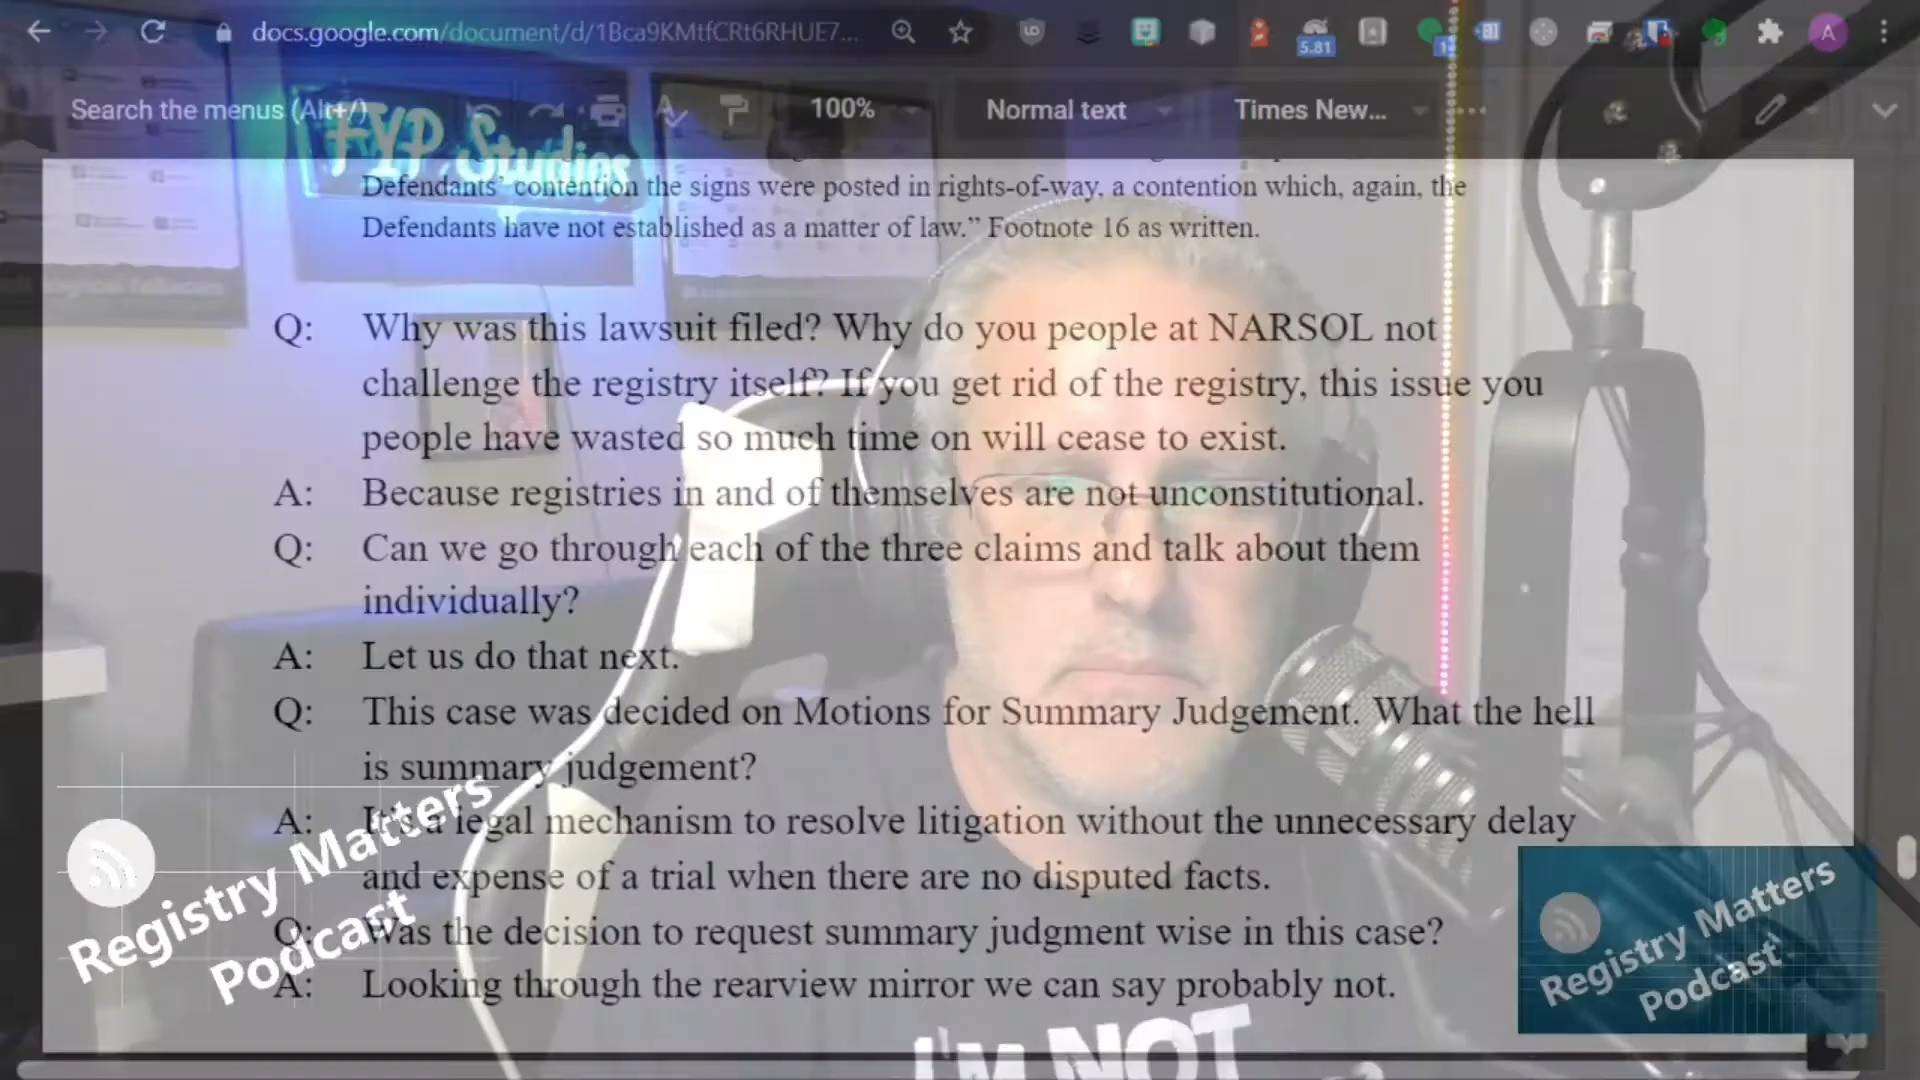 docs.google.com/document/d/1Bca9KMtfCRt6RHUE7...
5.81
A
Search the menus (Alt+/)
100%
Normal text
Times New...
FYP Studios
Defendants' contention the signs were posted in rights-of-way, a contention which, again, the
Defendants have not established as a matter of law." Footnote 16 as written.
Q: Why was this lawsuit filed? Why do you people at NARSOL not
challenge the registry itself? If you get rid of the registry, this issue you
people have wasted so much time on will cease to exist.
A: Because registries in and of themselves are not unconstitutional.
Q: Can we go through each of the three claims and talk about them
individually?
A: Let us do that next.
Q: This case was decided on Motions for Summary Judgement. What the hell
is summary judgement?
A: It's a legal mechanism to resolve litigation without the unnecessary delay
and expense of a trial when there are no disputed facts.
Q: Was the decision to request summary judgment wise in this case?
A: Looking through the rearview mirror we can say probably not.
Registry Matters
Podcast
Registry Matters
Podcast
I'M NOT